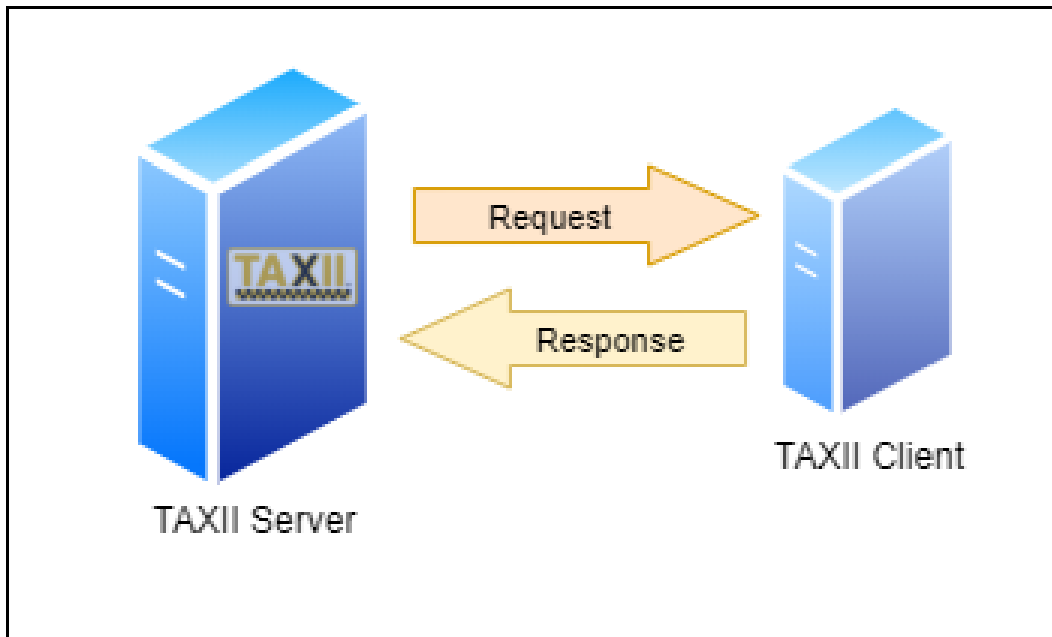 Request
TAXII
Response
TAXII Client
TAXII Server